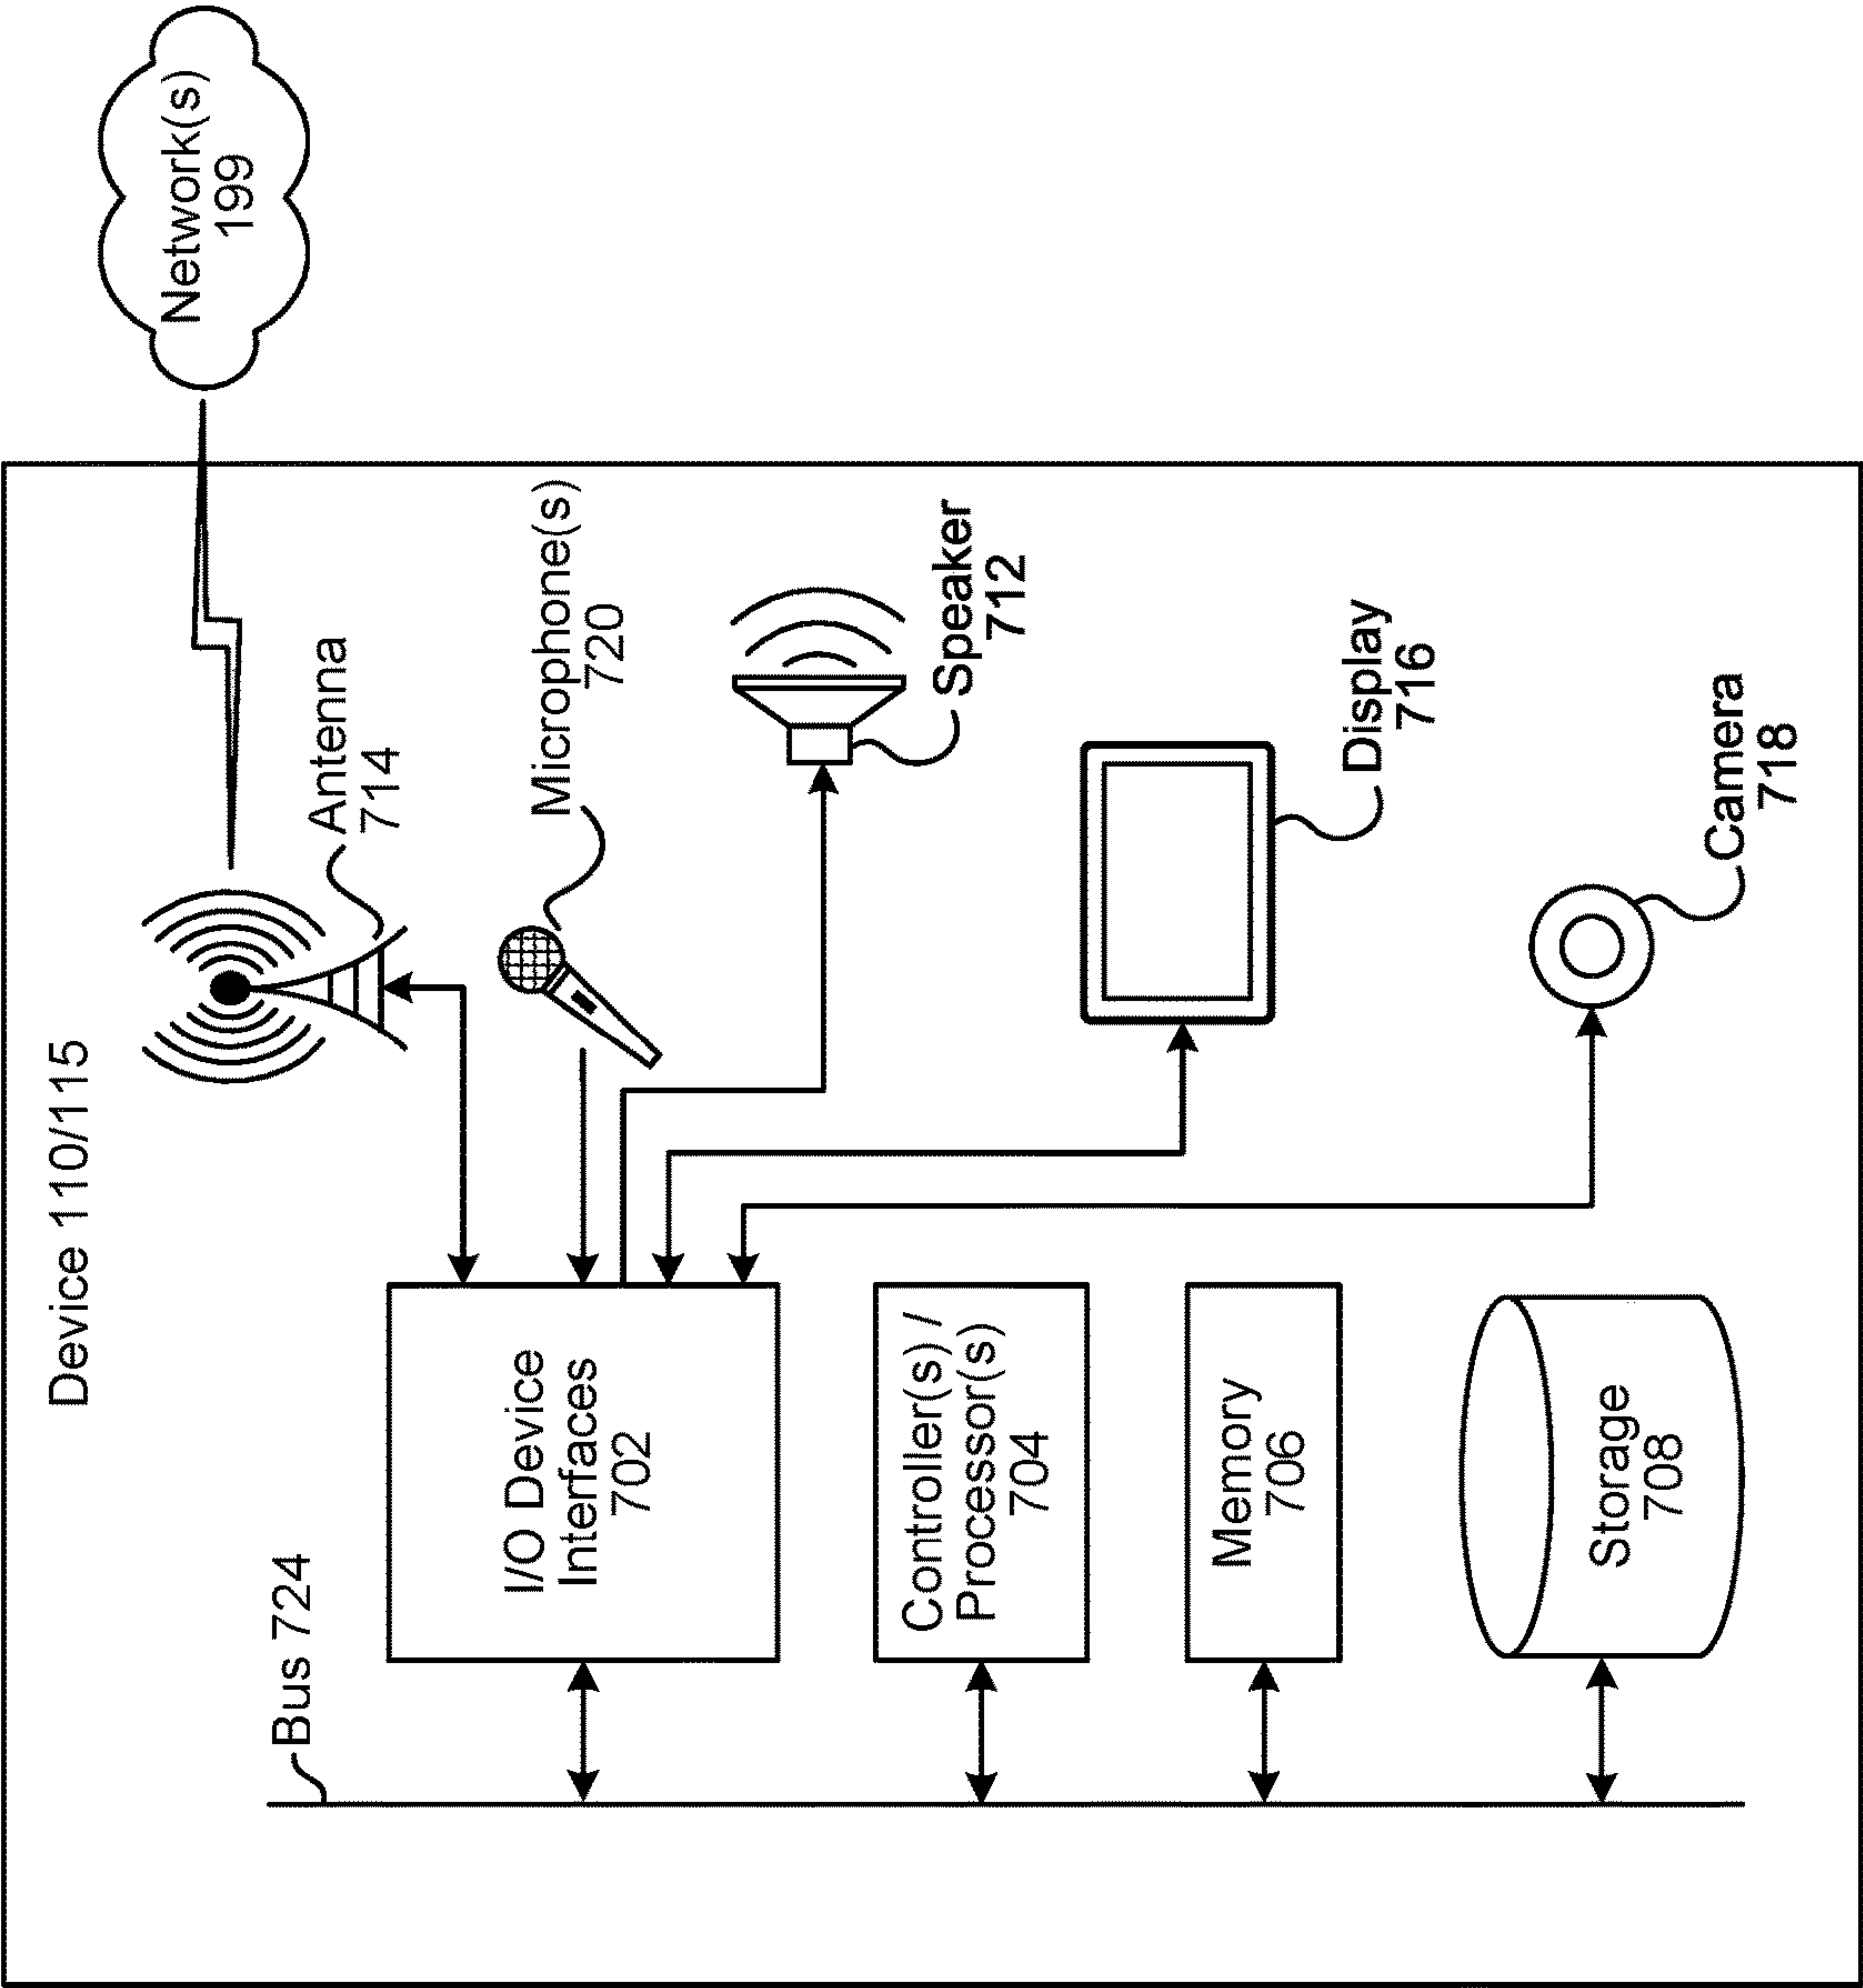 Device 110/115
Bus 724
I/O Device
Interfaces
702
Controller(s) /
Processor(s)
704
Memory
706
Storage
708
Antenna
714
Microphone(s)
720
Speaker
712
Display
716
Camera
718
Network(s)
199